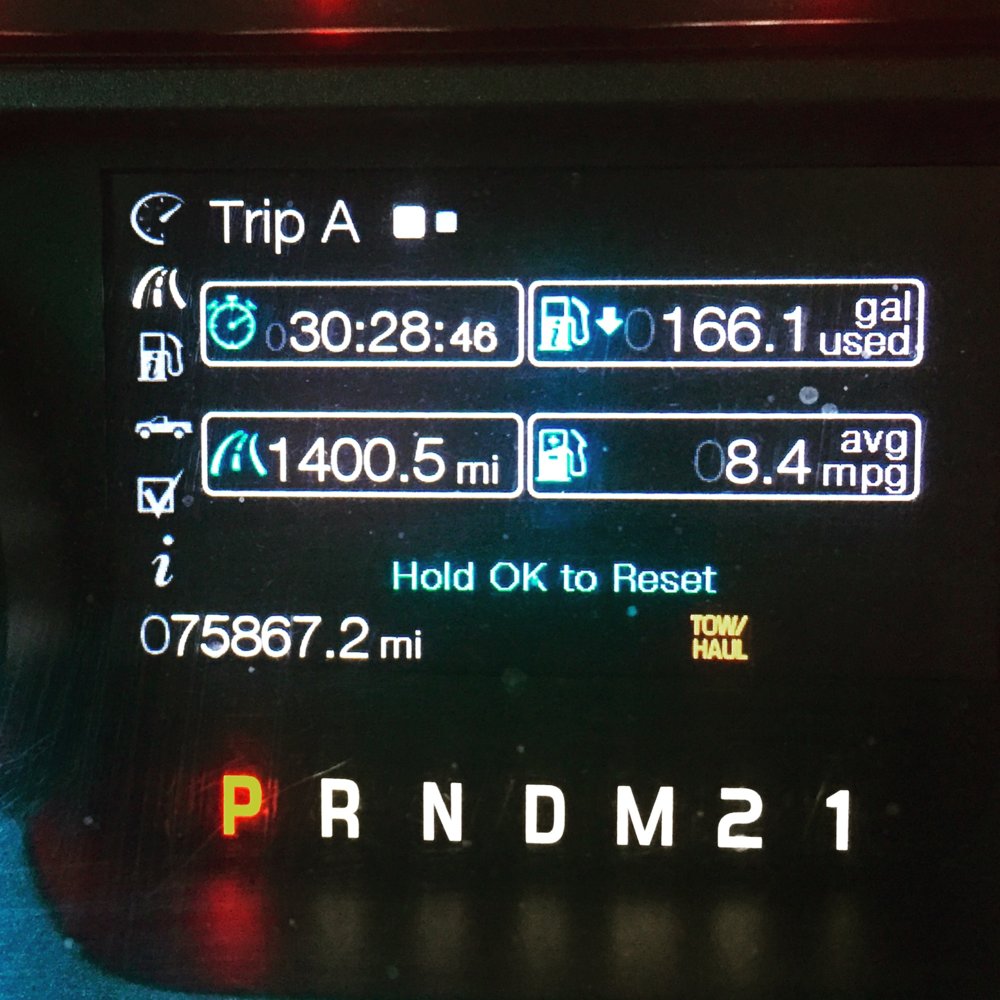 Trip A
030:28:46
0166.1 gal used
1400.5 mi
08.4 avg mpg
Hold OK to Reset
075867.2 mi
TOW/
HAUL
P R N D M 2 1
i